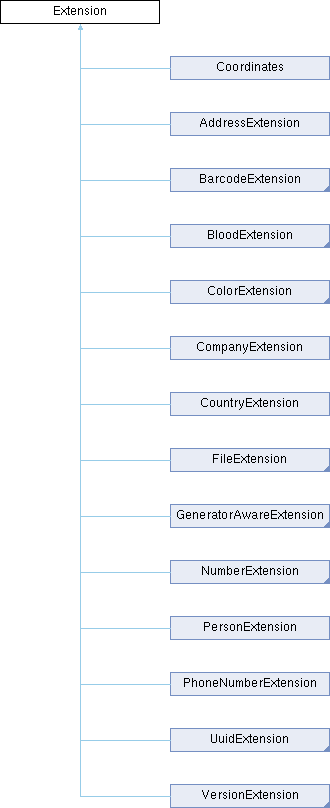 Extension
Coordinates
AddressExtension
BarcodeExtension
BloodExtension
ColorExtension
CompanyExtension
CountryExtension
FileExtension
GeneratorAwareExtension
NumberExtension
PersonExtension
PhoneNumberExtension
UuidExtension
VersionExtension